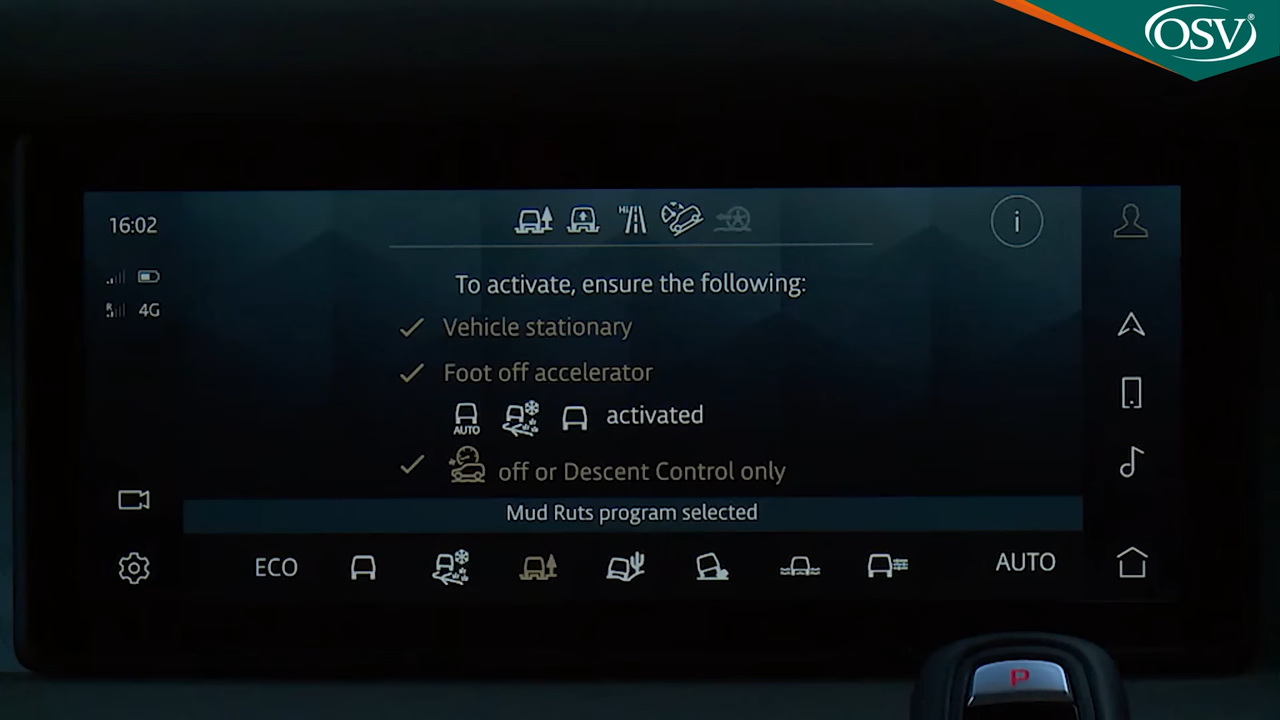 OSV®
16:02
Hi
i
To activate, ensure the following:
Vehicle stationary
R 4G
Foot off accelerator
AUTO activated
off or Descent Control only
Mud Ruts program selected
ECO
AUTO
P